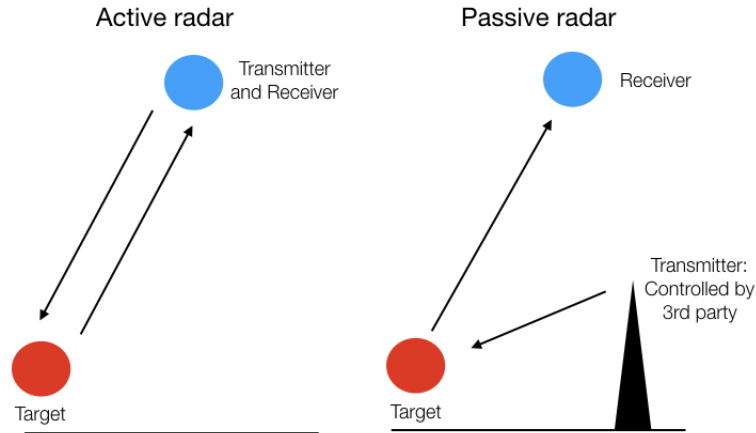 Active radar
Transmitter
and Receiver
Target
Passive radar
Receiver
Transmitter:
Controlled by
3rd party
Target